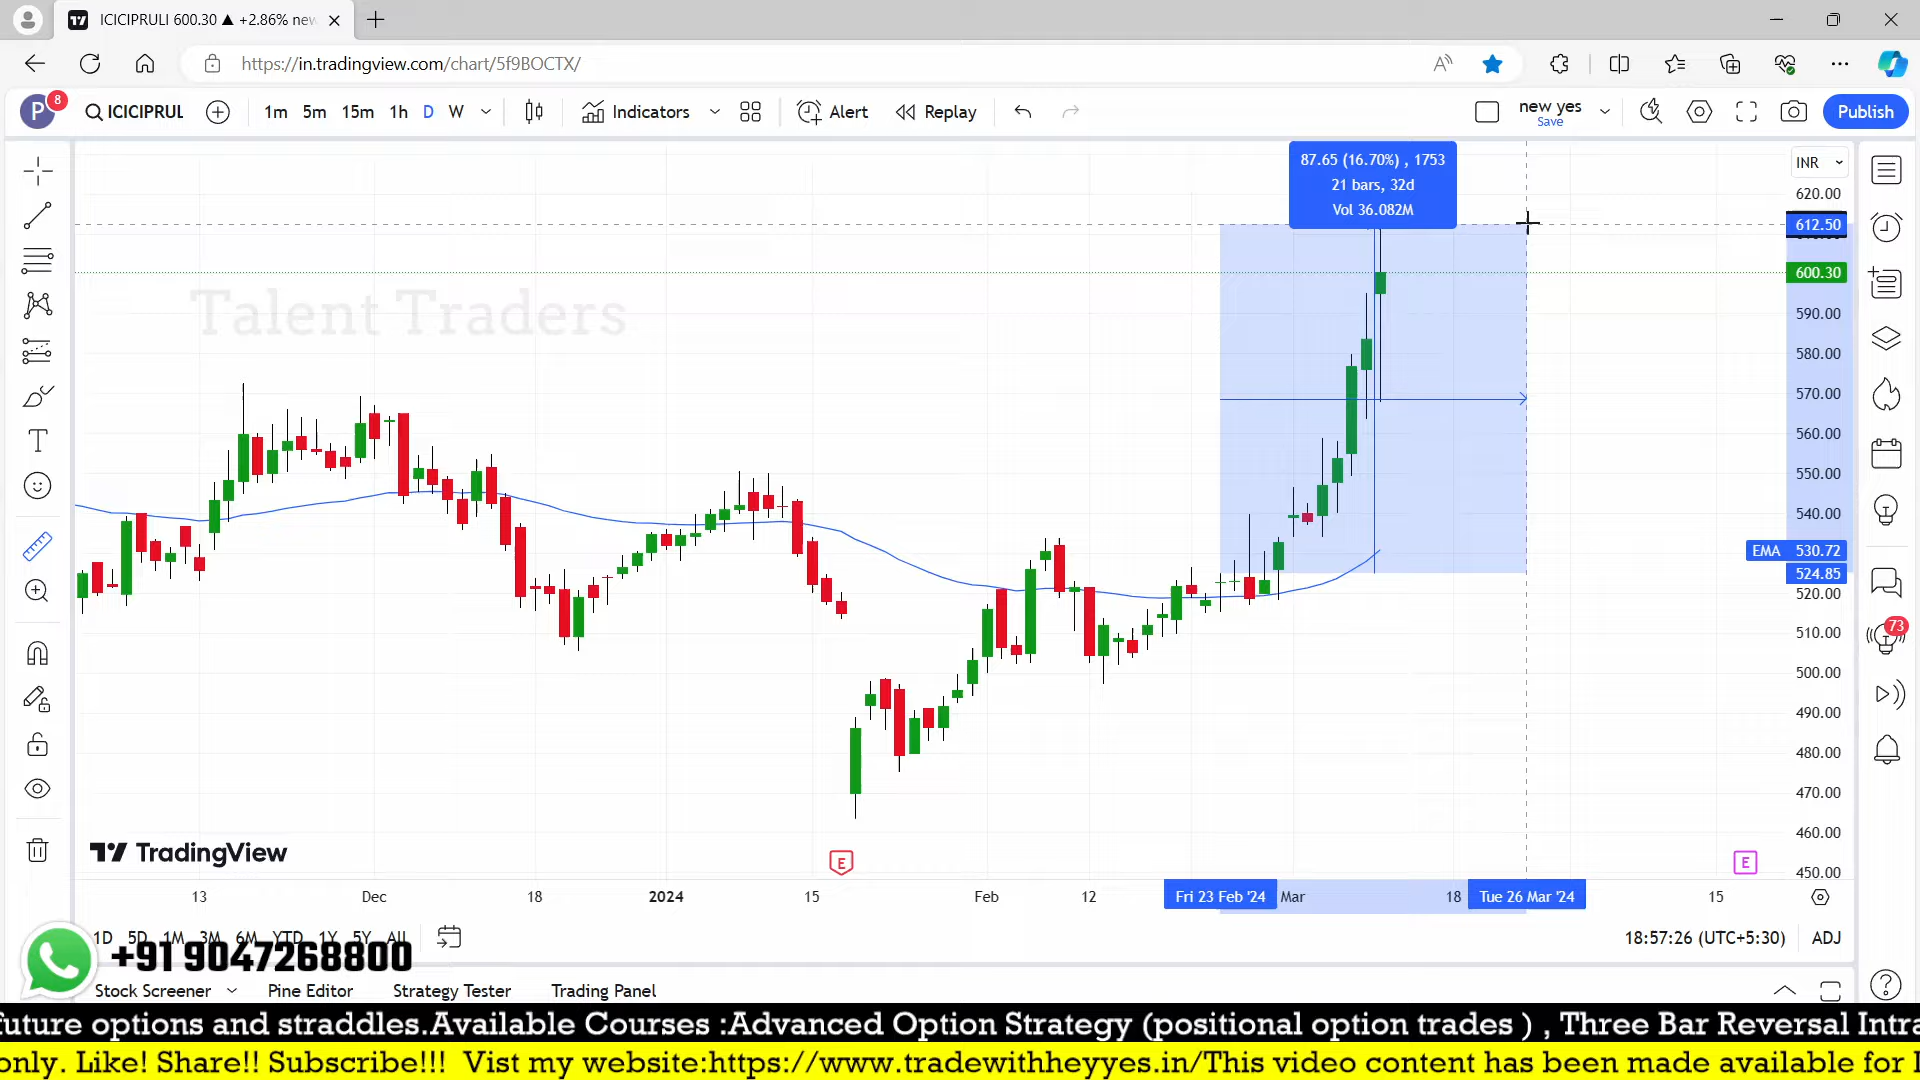 ICICIPRULI 600.30 ▲ +2.86% new
https://in.tradingview.com/chart/5f9BOCTX/
P 8 ICICIPRUL 1m 5m 15m 1h D W Indicators Alert Replay new yes Save Publish
87.65 (16.70%) , 1753
21 bars, 32d
Vol 36.082M
INR
620.00
612.50
600.30
590.00
580.00
570.00
560.00
550.00
540.00
EMA 530.72
524.85
520.00
510.00
500.00
490.00
480.00
470.00
460.00
450.00
73
Talent Traders
TradingView
E
E
13 Dec 18 2024 15 Feb 12 Fri 23 Feb '24 Mar 18 Tue 26 Mar '24 15
1D 5D 1M 3M 6M YTD 1Y 5Y All 18:57:26 (UTC+5:30) ADJ
+91 9047268800
Stock Screener Pine Editor Strategy Tester Trading Panel
future options and straddles.Available Courses :Advanced Option Strategy (positional option trades ) , Three Bar Reversal Intra
only. Like! Share!! Subscribe!!! Vist my website:https://www.tradewithheyyes.in/This video content has been made available for